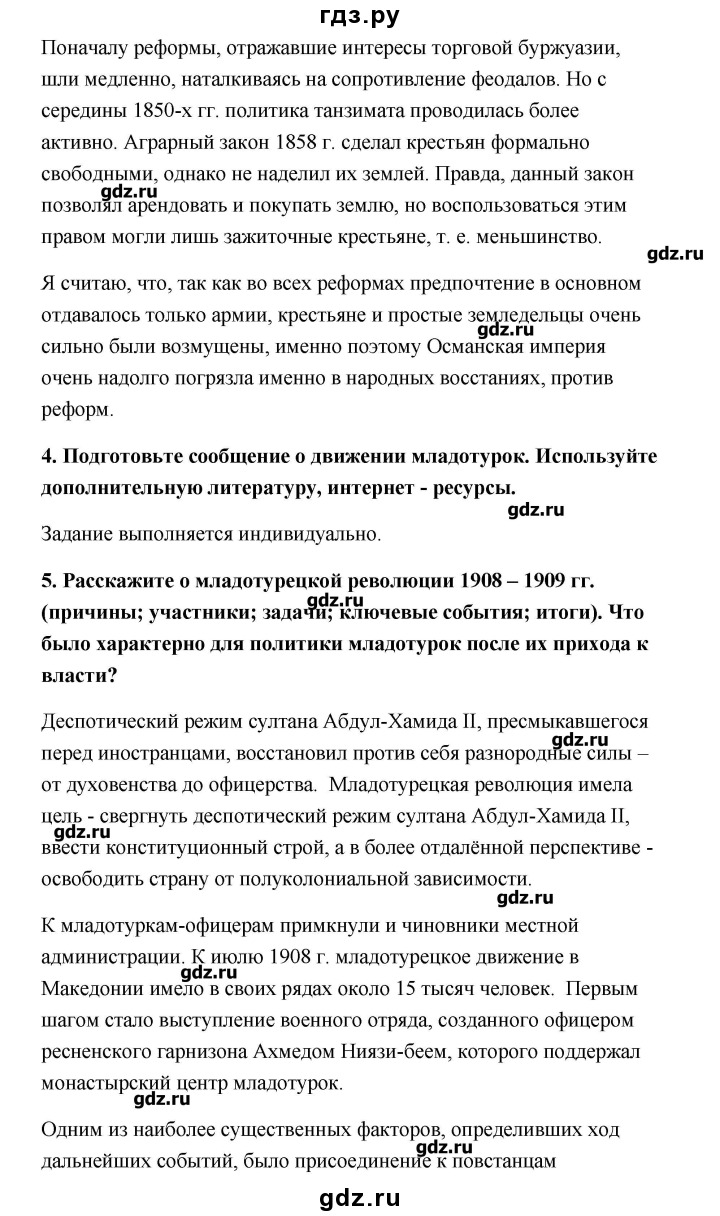 гдз.ру
Поначалу реформы, отражавшие интересы торговой буржуазии,
шли медленно, наталкиваясь на сопротивление феодалов. Но с
середины 1850-х гг. политика танзимата проводилась более
активно. Аграрный закон 1858 г. сделал крестьян формально
свободными, однако не наделил их землей. Правда, данный закон
gdz.ru
позволял арендовать и покупать землю, но воспользоваться этим
правом могли лишь зажиточные крестьяне, т. е. меньшинство.
gdz.ru
Я считаю, что, так как во всех реформах предпочтение в основном
отдавалось только армии, крестьяне и простые земледельцы очень
gdz.ru
сильно были возмущены, именно поэтому Османская империя
очень надолго погрязла именно в народных восстаниях, против
реформ.
4. Подготовьте сообщение о движении младотурок. Используйте
дополнительную литературу, интернет - ресурсы.
gdz.ru
Задание выполняется индивидуально.
5. Расскажите о младотурецкой революции 1908 – 1909 гг.
gdz.ru
(причины; участники; задачи; ключевые события; итоги). Что
было характерно для политики младотурок после их прихода к
власти?
Деспотический режим султана Абдул-Хамида II, пресмыкавшегося
gdz.ru
перед иностранцами, восстановил против себя разнородные силы –
от духовенства до офицерства. Младотурецкая революция имела
цель - свергнуть деспотический режим султана Абдул-Хамида II,
gdz.ru
ввести конституционный строй, а в более отдалённой перспективе -
освободить страну от полуколониальной зависимости.
gdz.ru
К младотуркам-офицерам примкнули и чиновники местной
администрации. К июлю 1908 г. младотурецкое движение в
gdz.ru
Македонии имело в своих рядах около 15 тысяч человек. Первым
шагом стало выступление военного отряда, созданного офицером
ресненского гарнизона Ахмедом Ниязи-беем, которого поддержал
монастырский центр младотурок.
gdz.ru
Одним из наиболее существенных факторов, определивших ход
gdz.ru
дальнейших событий, было присоединение к повстанцам
gdz.ru